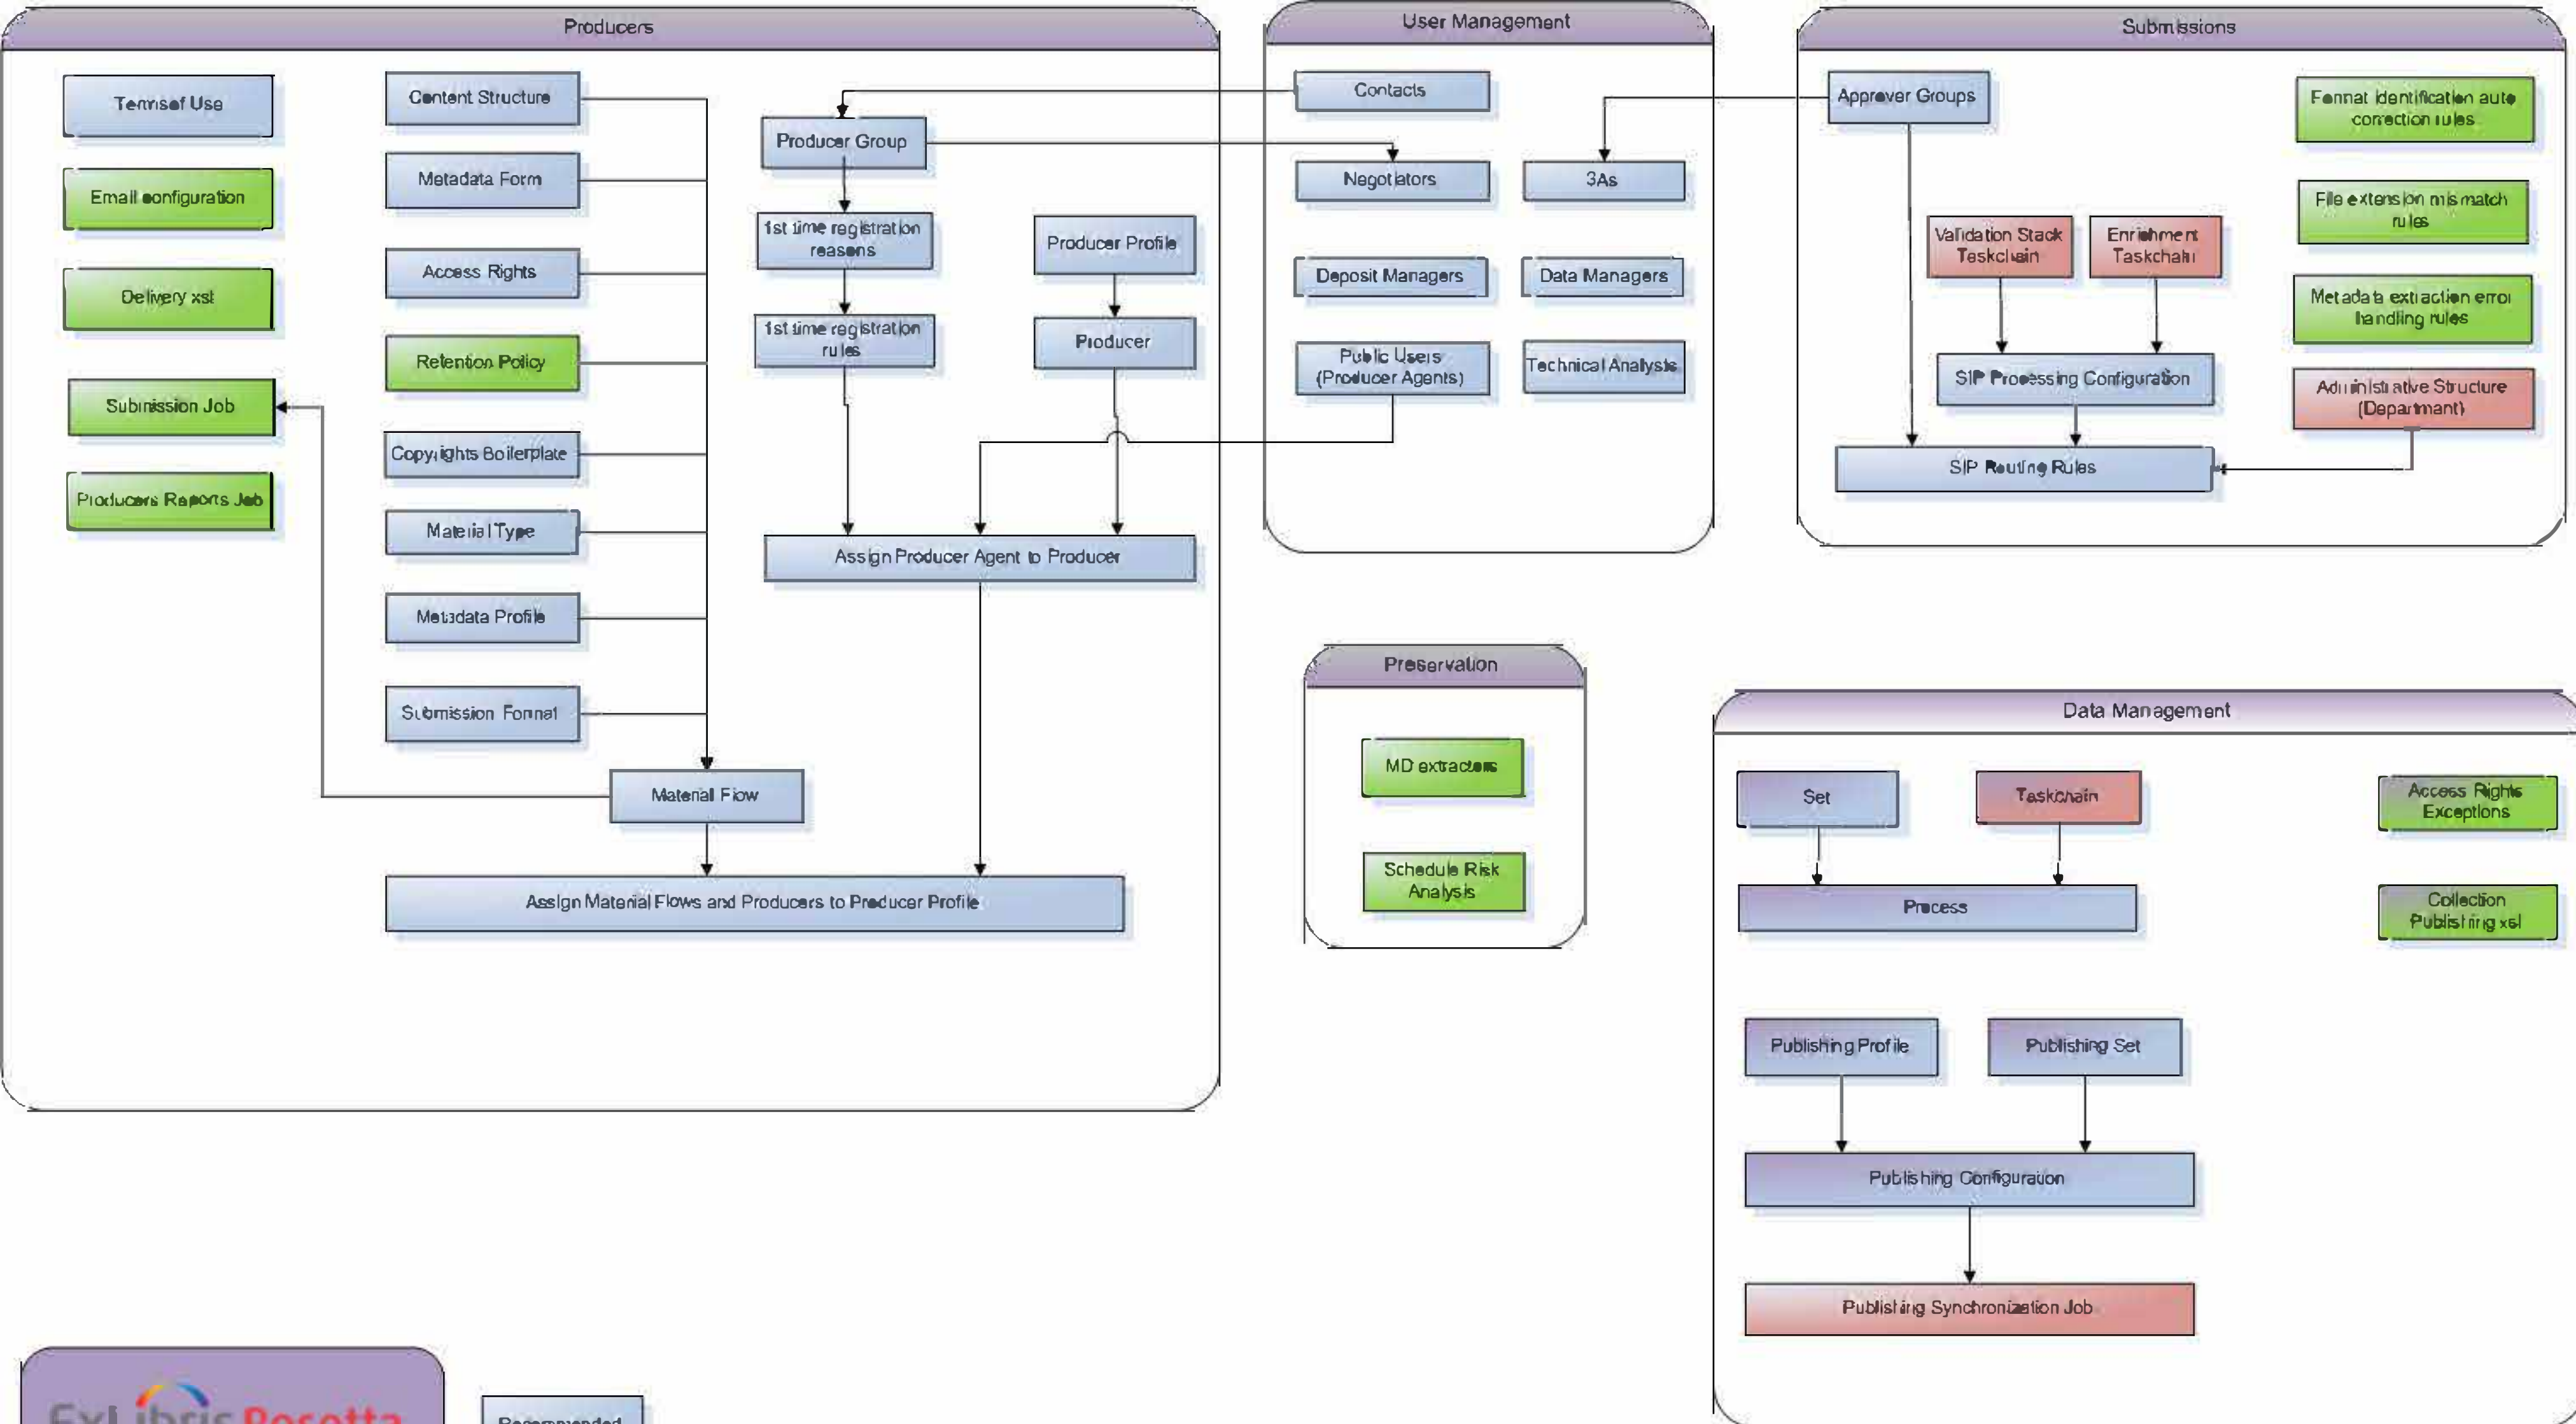 Producers
Terms of Use
Email configuration
Delivery xsl
Submission Job
Producers Reports Job
Content Structure
Metadata Form
Access Rights
Retention Policy
Copyrights Boilerplate
Material Type
Metadata Profile
Submission Format
Producer Group
1st time registration
reasons
1st time registration
rules
Producer Profile
Producer
Assign Producer Agent to Producer
Material Flow
Assign Material Flows and Producers to Producer Profile
User Management
Contacts
Negotiators
3As
Deposit Managers
Data Managers
Public Users
(Producer Agents)
Technical Analysts
Submissions
Approver Groups
Validation Stack
Taskchain
Enrichment
Taskchain
SIP Processing Configuration
SIP Routing Rules
Format identification auto
correction rules
File extension mismatch
rules
Metadata extraction error
handling rules
Administrative Structure
(Department)
Preservation
MD extractors
Schedule Risk
Analysis
Data Management
Set
Taskchain
Process
Access Rights
Exceptions
Collection
Publishing xsl
Publishing Profile
Publishing Set
Publishing Configuration
Publishing Synchronization Job
ExLibris Rosetta
Recommended